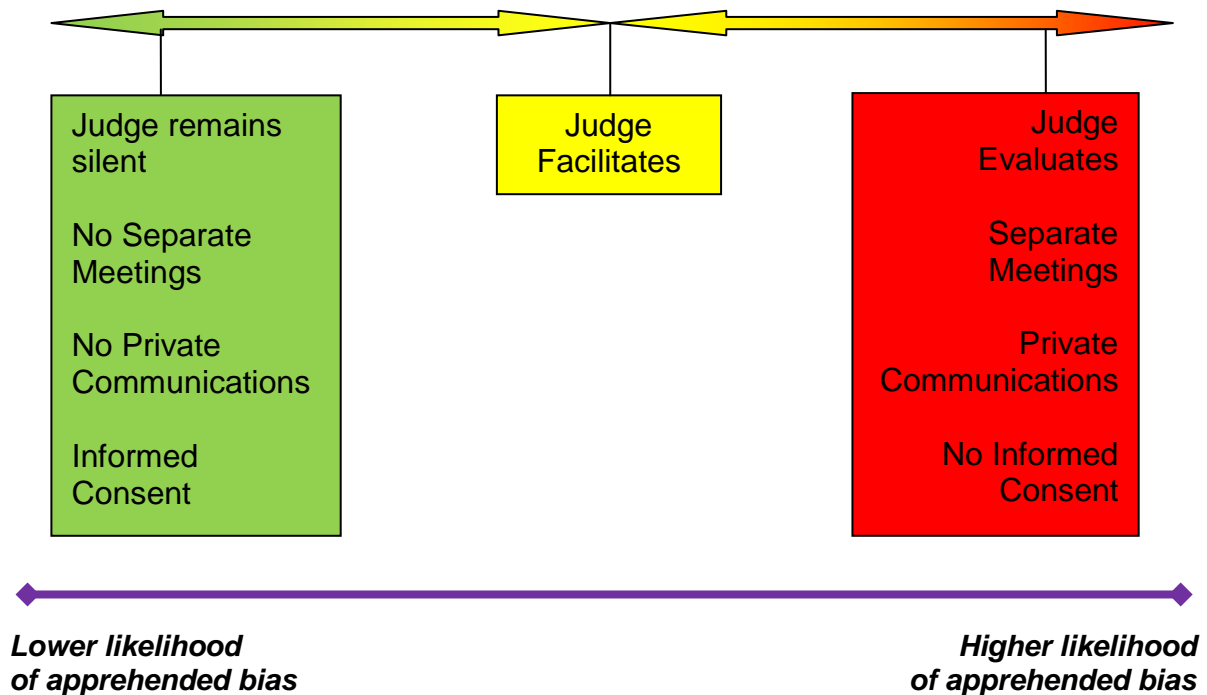 Judge remains
silent
No Separate
Meetings
No Private
Communications
Informed
Consent
Judge
Facilitates
Judge
Evaluates
Separate
Meetings
Private
Communications
No Informed
Consent
Lower likelihood
of apprehended bias
Higher likelihood
of apprehended bias